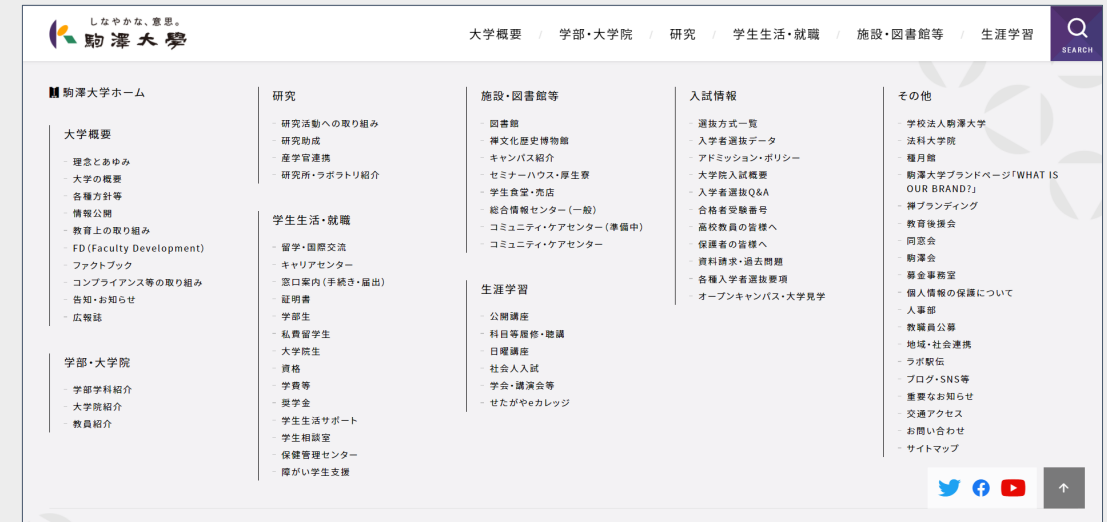 しなやかな、意思。
駒澤大學
大学概要 / 学部・大学院 / 研究 / 学生生活・就職 / 施設・図書館等 / 生涯学習
SEARCH
駒澤大学ホーム
大学概要
- 理念とあゆみ
- 大学の概要
- 各種方針等
- 情報公開
- 教育上の取り組み
- FD(Faculty Development)
- ファクトブック
- コンプライアンス等の取り組み
- 告知・お知らせ
- 広報誌
学部・大学院
- 学部学科紹介
- 大学院紹介
- 教員紹介
研究
- 研究活動への取り組み
- 研究助成
- 産学官連携
- 研究所・ラボラトリ紹介
学生生活・就職
- 留学・国際交流
- キャリアセンター
- 窓口案内(手続き・届出)
- 証明書
- 学部生
- 私費留学生
- 大学院生
- 資格
- 学費等
- 奨学金
- 学生生活サポート
- 学生相談室
- 保健管理センター
- 障がい学生支援
施設・図書館等
- 図書館
- 禅文化歴史博物館
- キャンパス紹介
- セミナーハウス・厚生寮
- 学生食堂・売店
- 総合情報センター(一般)
- コミュニティ・ケアセンター(準備中)
- コミュニティ・ケアセンター
生涯学習
- 公開講座
- 科目等履修・聴講
- 日曜講座
- 社会人入試
- 学会・講演会等
- せたがやeカレッジ
入試情報
- 選抜方式一覧
- 入学者選抜データ
- アドミッション・ポリシー
- 大学院入試概要
- 入学者選抜Q&A
- 合格者受験番号
- 高校教員の皆様へ
- 保護者の皆様へ
- 資料請求・過去問題
- 各種入学者選抜要項
- オープンキャンパス・大学見学
その他
- 学校法人駒澤大学
- 法科大学院
- 種月館
- 駒澤大学ブランドページ「WHAT IS
OUR BRAND?」
- 禅ブランディング
- 教育後援会
- 同窓会
- 駒澤会
- 募金事務室
- 個人情報の保護について
- 人事部
- 教職員公募
- 地域・社会連携
- ラボ駅伝
- ブログ・SNS等
- 重要なお知らせ
- 交通アクセス
- お問い合わせ
- サイトマップ